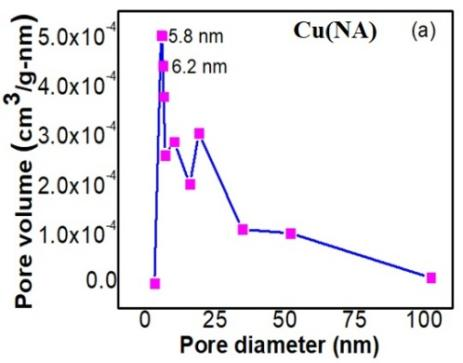 Cu(NA) (a)
5.8 nm
6.2 nm
Pore volume (cm³/g-nm)
5.0x10⁻⁴
4.0x10⁻⁴
3.0x10⁻⁴
2.0x10⁻⁴
1.0x10⁻⁴
0.0
0 25 50 75 100
Pore diameter (nm)